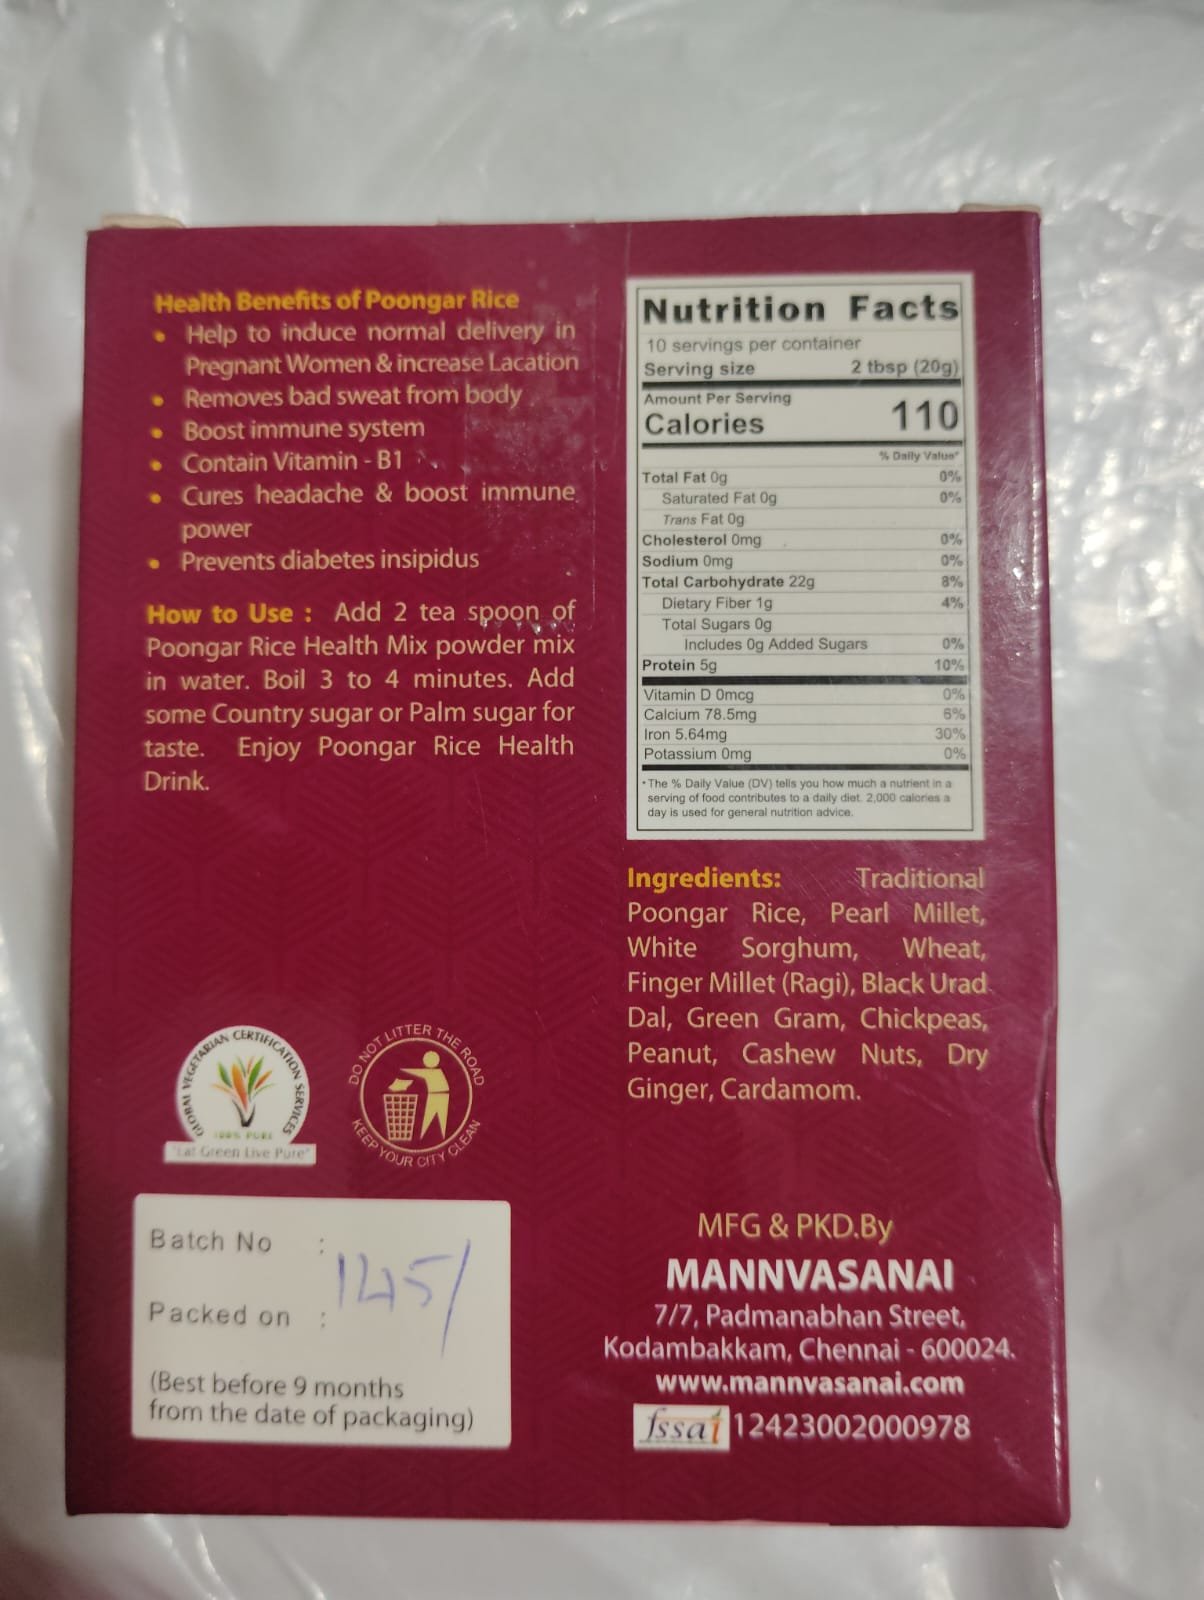 Health Benefits of Poongar Rice
• Help to induce normal delivery in
Pregnant Women & increase Lacation
• Removes bad sweat from body
• Boost immune system
• Contain Vitamin - B1
• Cures headache & boost immune
power
• Prevents diabetes insipidus
How to Use : Add 2 tea spoon of
Poongar Rice Health Mix powder mix
in water. Boil 3 to 4 minutes. Add
some Country sugar or Palm sugar for
taste. Enjoy Poongar Rice Health
Drink.
Nutrition Facts
10 servings per container
Serving size 2 tbsp (20g)
Amount Per Serving
Calories 110
% Daily Value*
Total Fat 0g 0%
Saturated Fat 0g 0%
Trans Fat 0g
Cholesterol 0mg 0%
Sodium 0mg 0%
Total Carbohydrate 22g 8%
Dietary Fiber 1g 4%
Total Sugars 0g
Includes 0g Added Sugars 0%
Protein 5g 10%
Vitamin D 0mcg 0%
Calcium 78.5mg 6%
Iron 5.64mg 30%
Potassium 0mg 0%
* The % Daily Value (DV) tells you how much a nutrient in a
serving of food contributes to a daily diet. 2,000 calories a
day is used for general nutrition advice.
Ingredients: Traditional
Poongar Rice, Pearl Millet,
White Sorghum, Wheat,
Finger Millet (Ragi), Black Urad
Dal, Green Gram, Chickpeas,
Peanut, Cashew Nuts, Dry
Ginger, Cardamom.
GLOBAL VEGETARIAN CERTIFICATION SERVICES
100% PURE
"Eat Green Live Pure"
DO NOT LITTER THE ROAD
KEEP YOUR CITY CLEAN
Batch No :
145/
Packed on :
(Best before 9 months
from the date of packaging)
MFG & PKD.By
MANNVASANAI
7/7, Padmanabhan Street,
Kodambakkam, Chennai - 600024.
www.mannvasanai.com
fssai 12423002000978